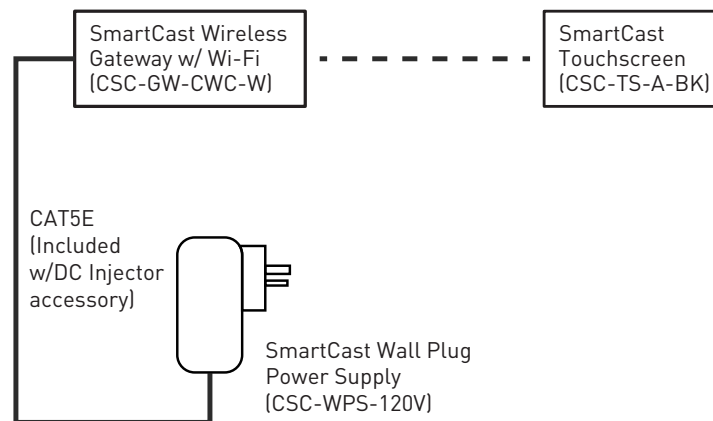 SmartCast Wireless
Gateway w/ Wi-Fi
(CSC-GW-CWC-W)
SmartCast
Touchscreen
(CSC-TS-A-BK)
CAT5E
(Included
w/DC Injector
accessory)
SmartCast Wall Plug
Power Supply
(CSC-WPS-120V)